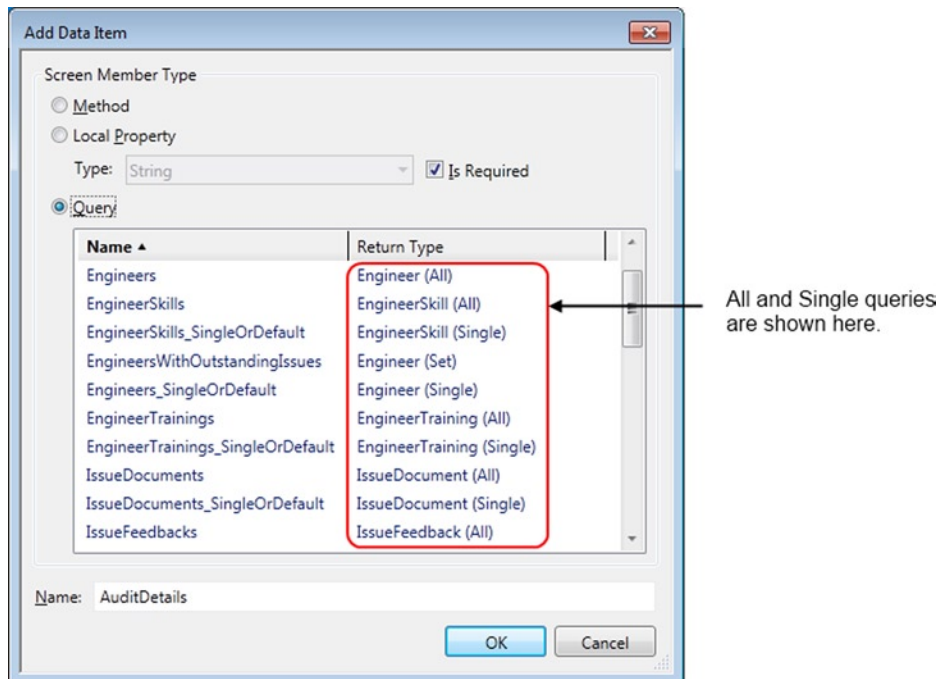 Add Data Item
Screen Member Type
Method
Local Property
Type: String Is Required
Query
Name Return Type
Engineers Engineer (All)
EngineerSkills EngineerSkill (All)
EngineerSkills_SingleOrDefault EngineerSkill (Single)
EngineersWithOutstandingIssues Engineer (Set)
Engineers_SingleOrDefault Engineer (Single)
EngineerTrainings EngineerTraining (All)
EngineerTrainings_SingleOrDefault EngineerTraining (Single)
IssueDocuments IssueDocument (All)
IssueDocuments_SingleOrDefault IssueDocument (Single)
IssueFeedbacks IssueFeedback (All)
Name: AuditDetails
OK Cancel
All and Single queries
are shown here.